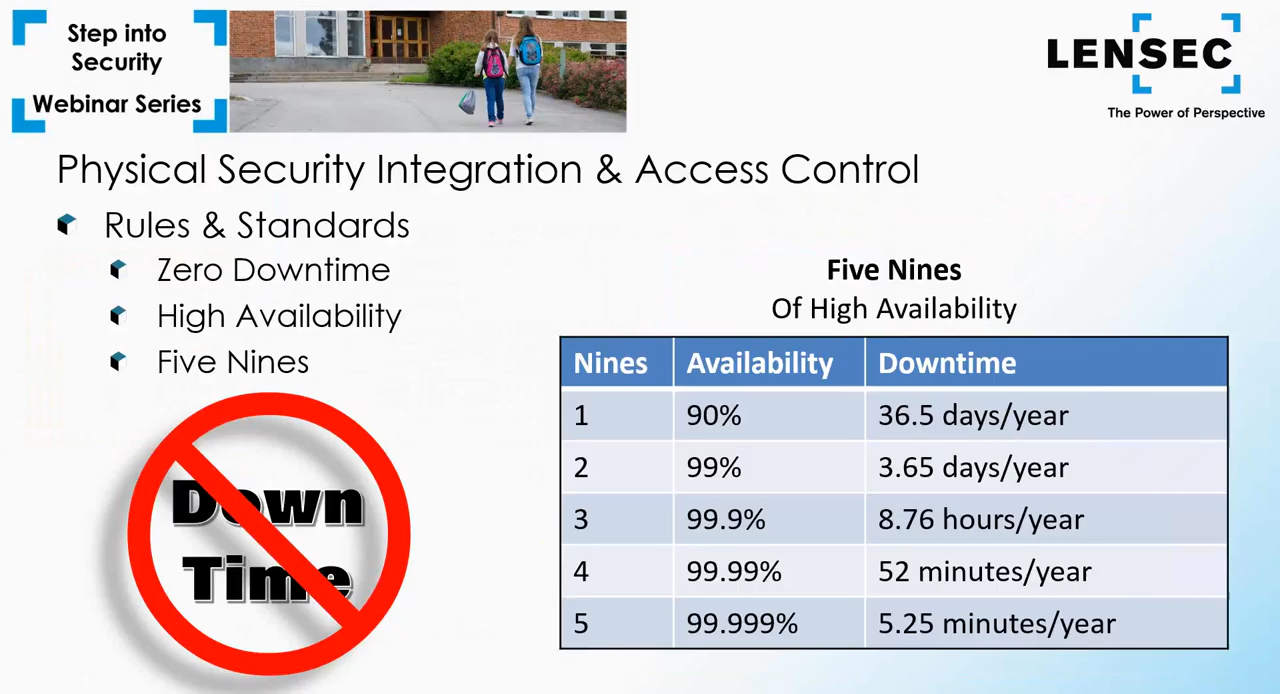 Step into
Security
Webinar Series
LENSEC
The Power of Perspective
Physical Security Integration & Access Control
Rules & Standards
Zero Downtime
High Availability
Five Nines
Down
Time
Five Nines
Of High Availability
Nines Availability Downtime
1 90% 36.5 days/year
2 99% 3.65 days/year
3 99.9% 8.76 hours/year
4 99.99% 52 minutes/year
5 99.999% 5.25 minutes/year